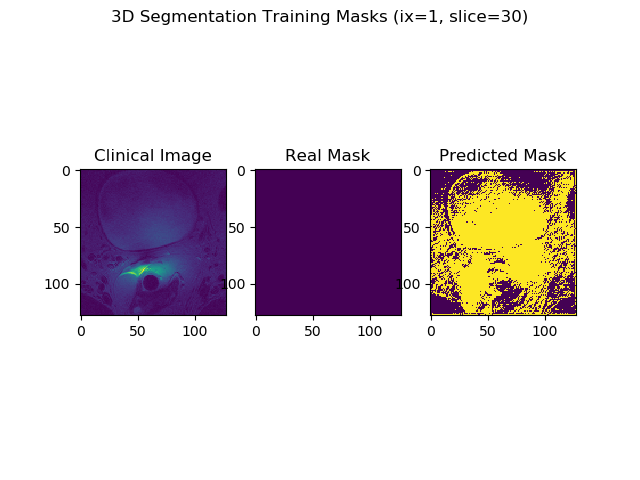 3D Segmentation Training Masks (ix=1, slice=30)
Clinical Image Real Mask Predicted Mask
0 0 0
50 50 50
100 100 100
0 50 100 0 50 100 0 50 100